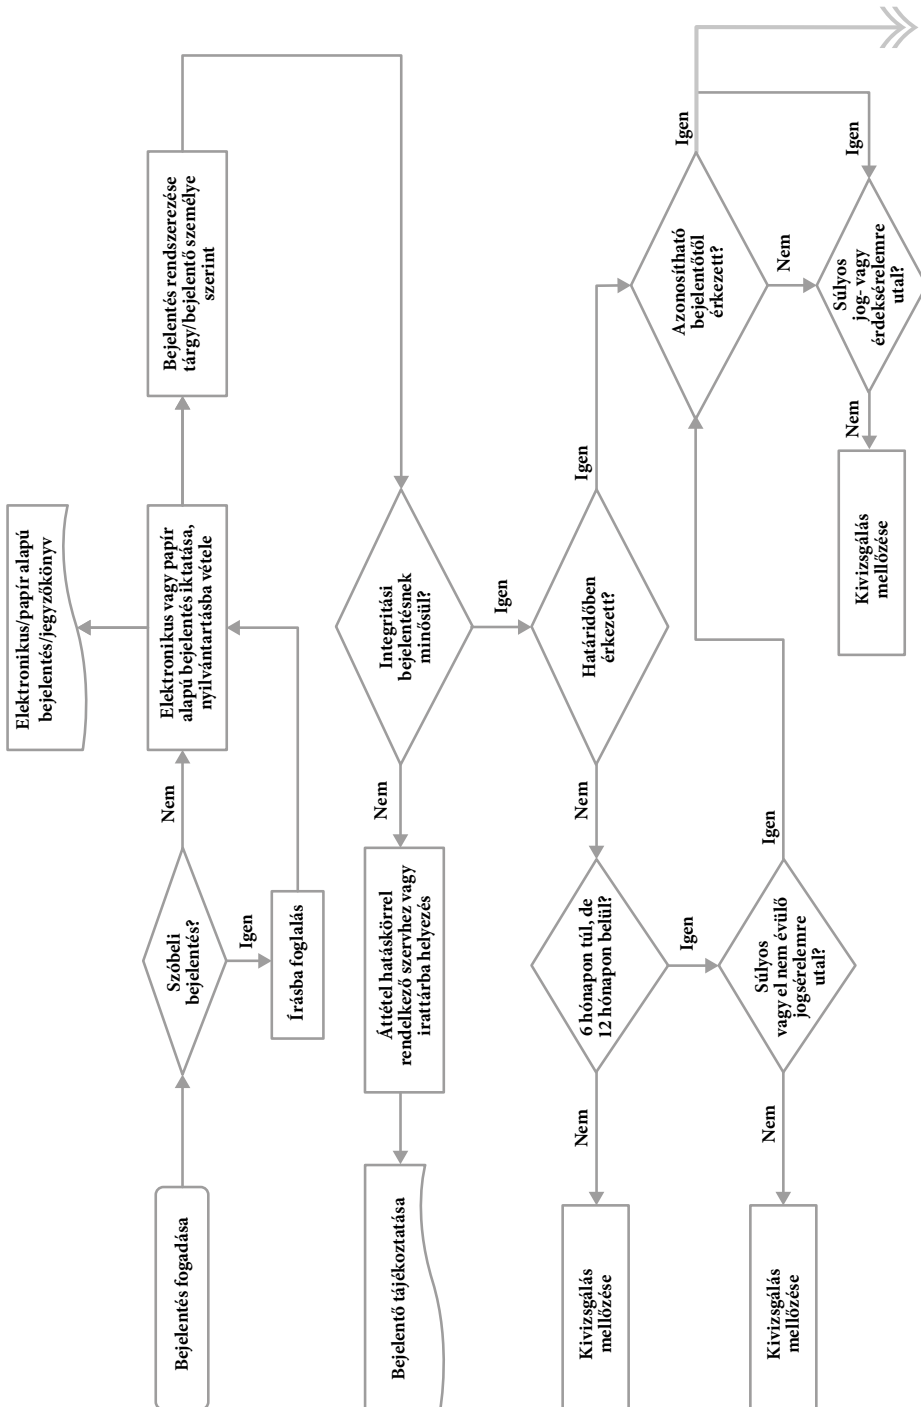 Bejelentés fogadása
Szóbeli
bejelentés?
Nem
Igen
Írásba foglalás
Elektronikus vagy papír
alapú bejelentés iktatása,
nyilvántartásba vétele
Elektronikus/papír alapú
bejelentés/jegyzőkönyv
Bejelentés rendszerezése
tárgy/bejelentő személye
szerint
Integritási
bejelentésnek
minősül?
Nem
Igen
Áttétel hatáskörrel
rendelkező szervhez vagy
irattárba helyezés
Bejelentő tájékoztatása
Határidőben
érkezett?
Nem
Igen
6 hónapon túl, de
12 hónapon belül?
Nem
Igen
Kivizsgálás
mellőzése
Súlyos
vagy el nem évülő
jogsérelemre
utal?
Nem
Igen
Kivizsgálás
mellőzése
Azonosítható
bejelentőtől
érkezett?
Igen
Nem
Súlyos
jog- vagy
érdeksérelemre
utal?
Igen
Nem
Kivizsgálás
mellőzése